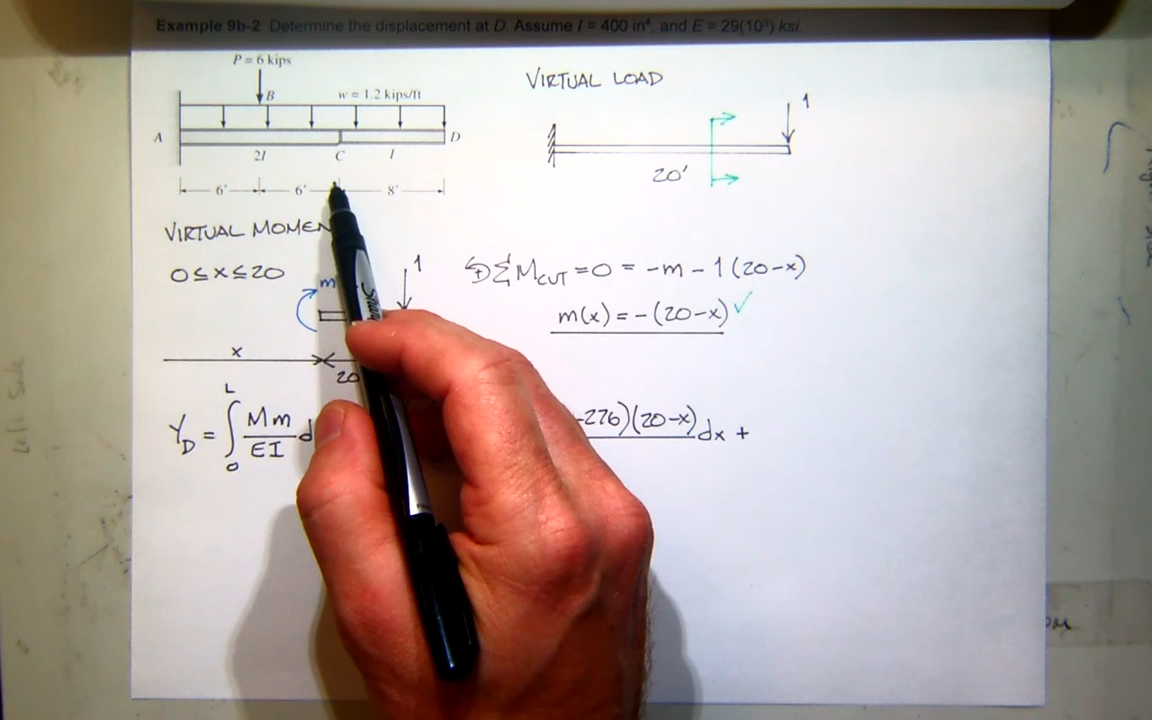 Example 9b-2 Determine the displacement at D. Assume I = 400 in⁴, and E = 29(10³) ksi.
P = 6 kips
B
w = 1.2 kips/ft
A
D
2I
C
I
6'
6'
8'
VIRTUAL LOAD
1
20'
VIRTUAL MOMEN
0 ≤ x ≤ 20
m
1
x
20
↻ΣM_CUT = 0 = -m - 1(20-x)
m(x) = -(20-x) ✓
Y_D = ∫₀ᴸ Mm/EI d
-276)(20-x) dx +